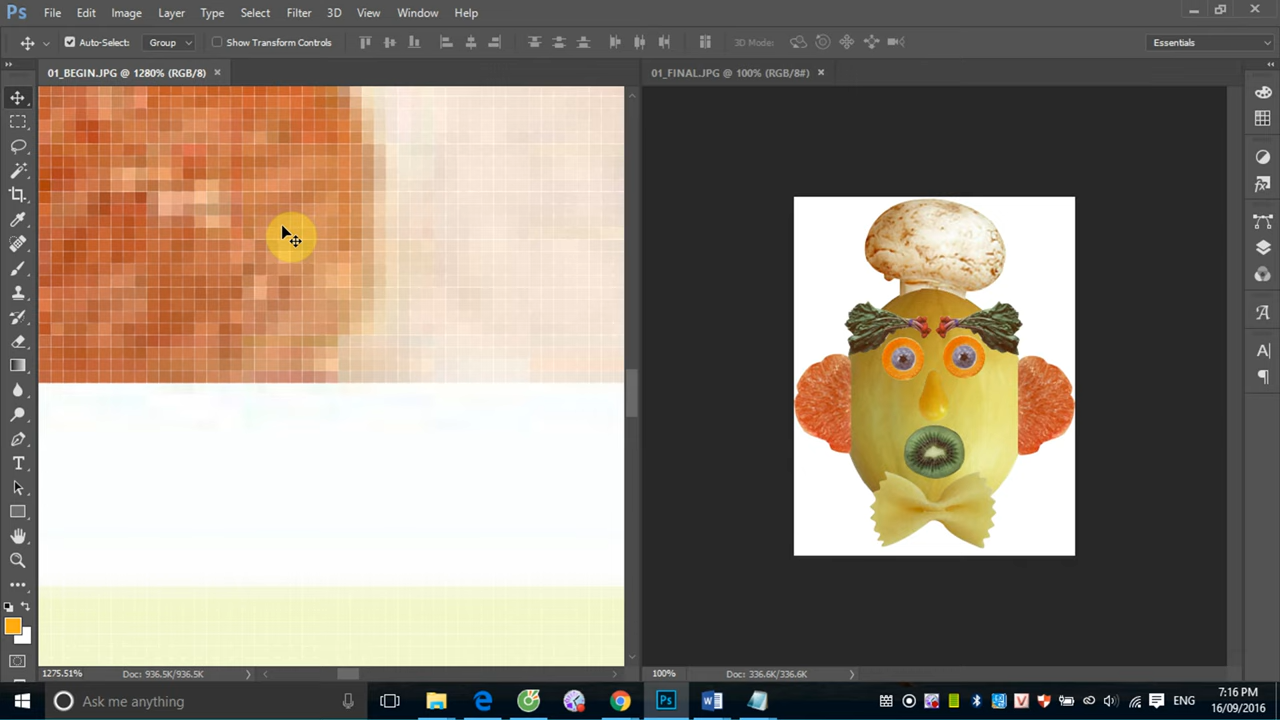 Ps File Edit Image Layer Type Select Filter 3D View Window Help
Auto-Select: Group Show Transform Controls 3D Mode: Essentials
01_BEGIN.JPG @ 1280% (RGB/8) × 01_FINAL.JPG @ 100% (RGB/8#) ×
1275.51% Doc: 936.5K/936.5K 100% Doc: 336.6K/336.6K
Ask me anything ENG 7:16 PM
16/09/2016